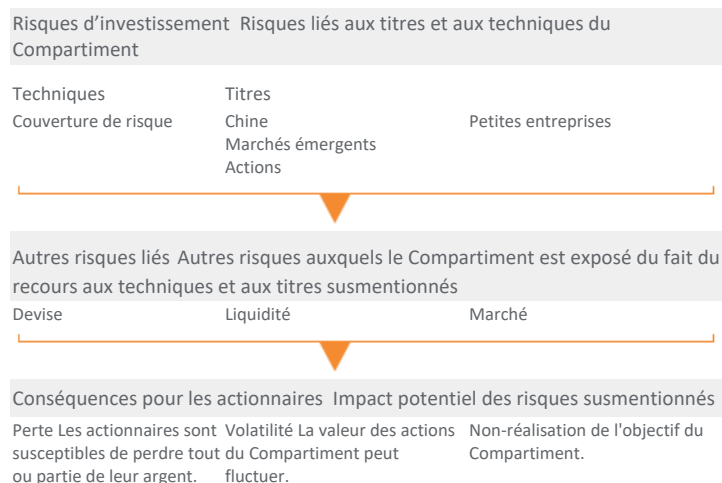 Risques d’investissement Risques liés aux titres et aux techniques du
Compartiment
Techniques
Titres
Couverture de risque
Chine
Petites entreprises
Marchés émergents
Actions
Autres risques liés Autres risques auxquels le Compartiment est exposé du fait du
recours aux techniques et aux titres susmentionnés
Devise
Liquidité
Marché
Conséquences pour les actionnaires Impact potentiel des risques susmentionnés
Perte Les actionnaires sont
susceptibles de perdre tout
ou partie de leur argent.
Volatilité La valeur des actions
du Compartiment peut
fluctuer.
Non-réalisation de l'objectif du
Compartiment.